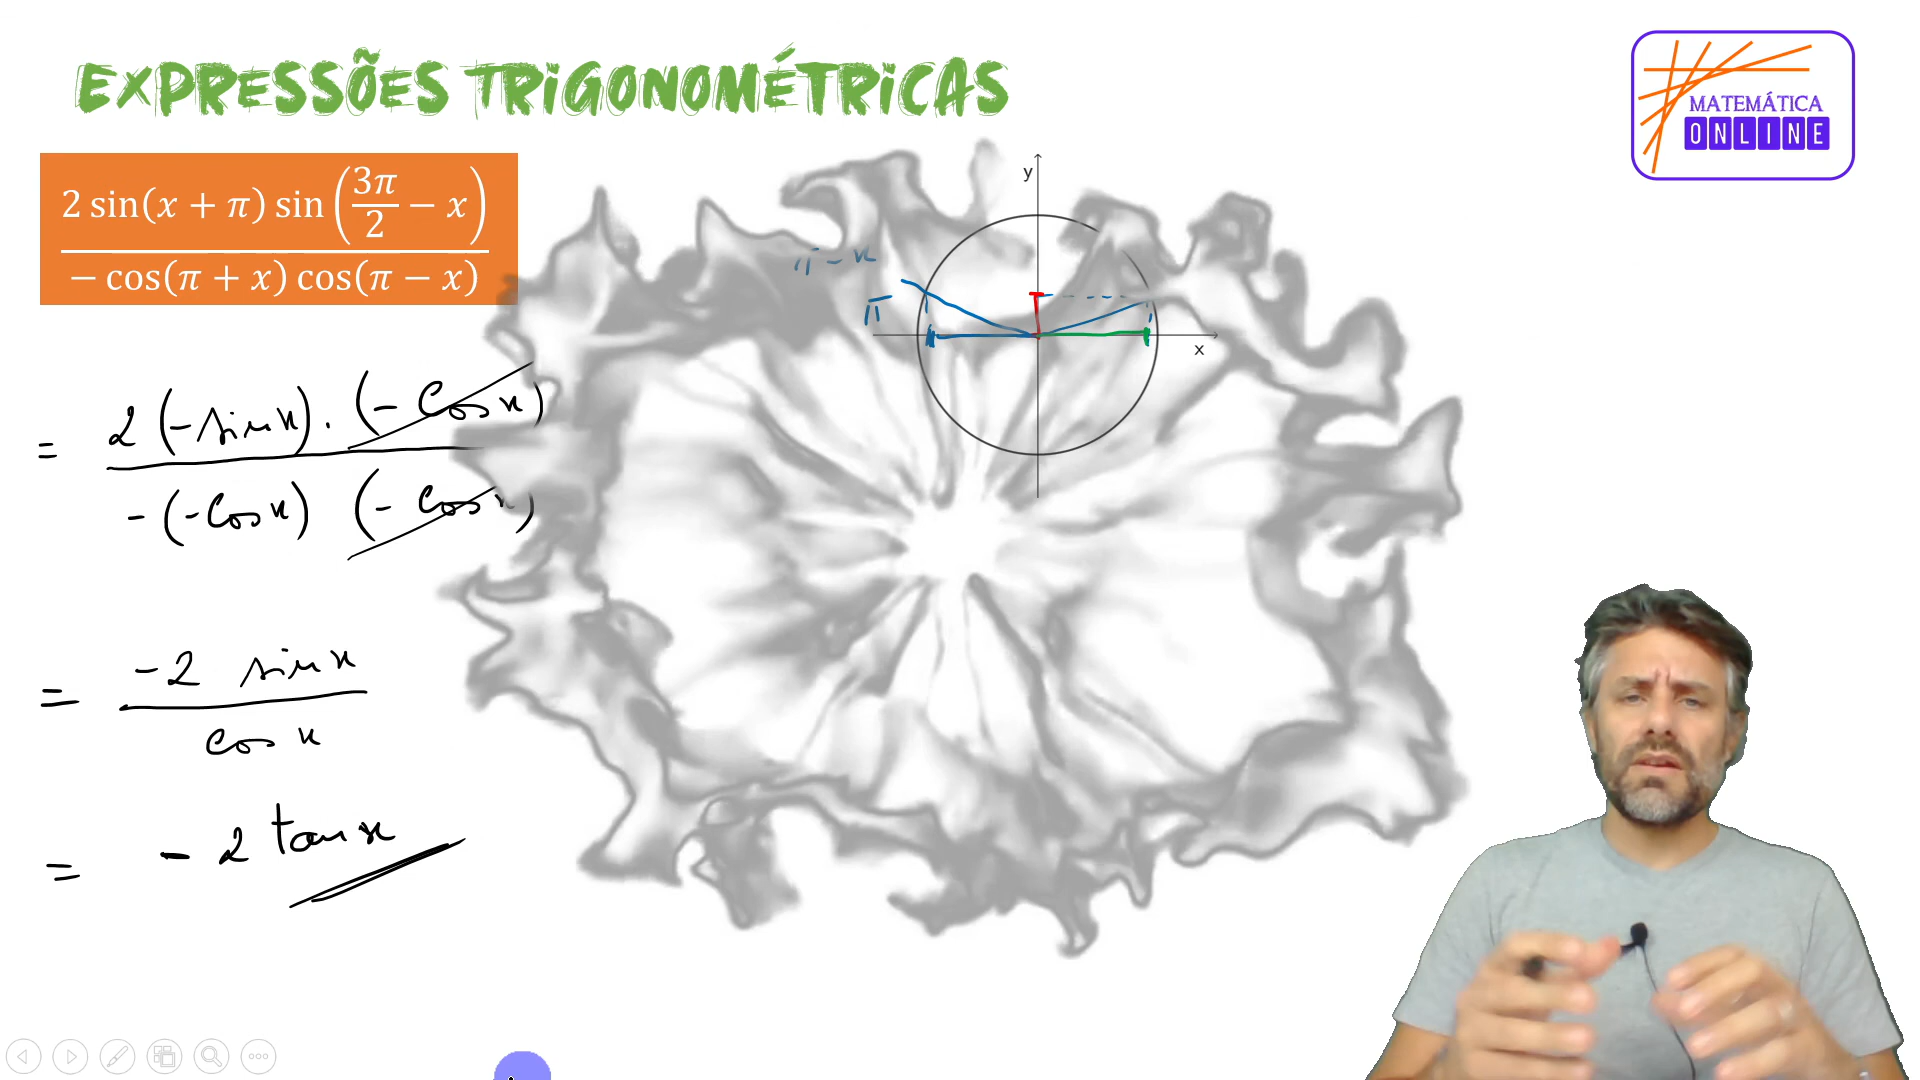 EXPRESSÕES TRIGONOMÉTRICAS
MATEMÁTICA
ONLINE
2 sin(x + π) sin (3π/2 − x)
− cos(π + x) cos(π − x)
y
x
π − x
π
= 2 (− sin x) . (− cos x)
− (− cos x) (− cos x)
= −2 sin x
cos x
= − 2 tan x